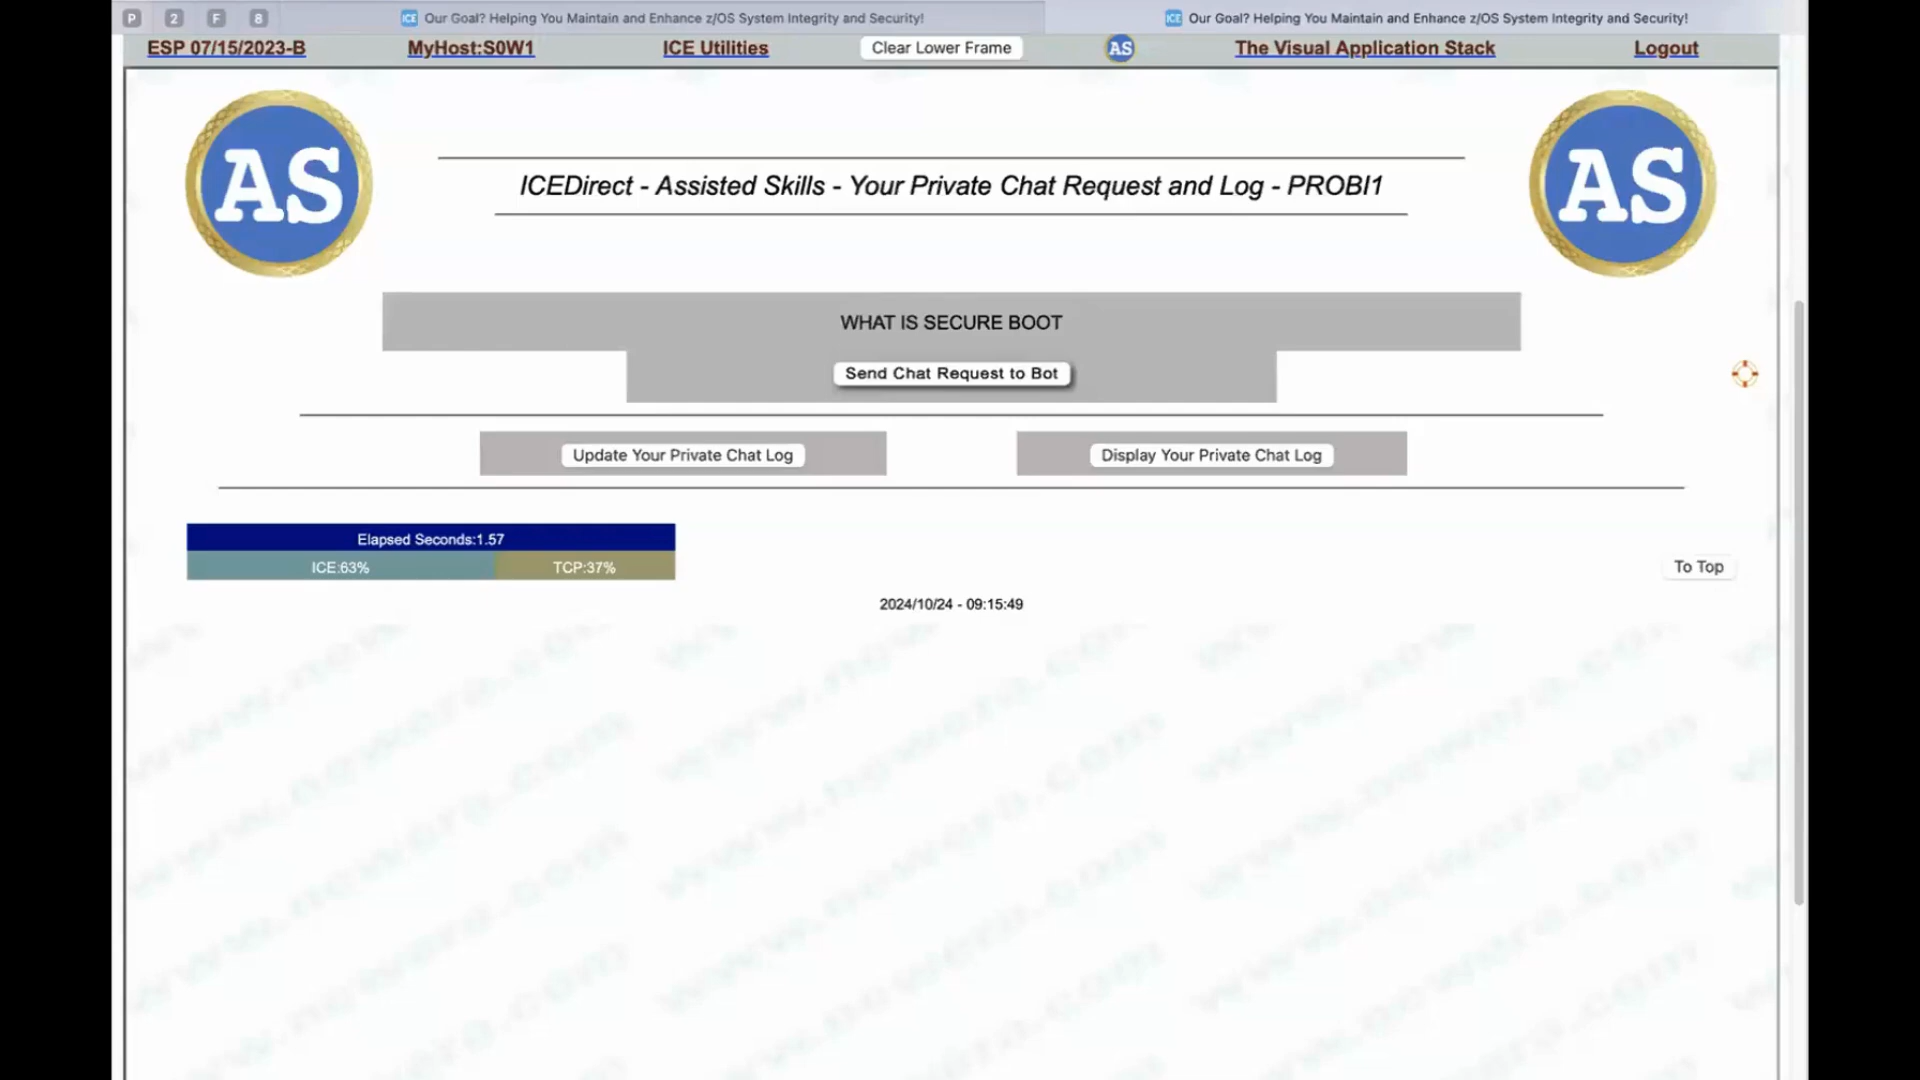 P 2 F 8 ICE Our Goal? Helping You Maintain and Enhance z/OS System Integrity and Security! ICE Our Goal? Helping You Maintain and Enhance z/OS System Integrity and Security!
ESP 07/15/2023-B MyHost:S0W1 ICE Utilities Clear Lower Frame AS The Visual Application Stack Logout
AS ICEDirect - Assisted Skills - Your Private Chat Request and Log - PROBI1 AS
WHAT IS SECURE BOOT
Send Chat Request to Bot
Update Your Private Chat Log Display Your Private Chat Log
Elapsed Seconds:1.57
ICE:63% TCP:37% To Top
2024/10/24 - 09:15:49